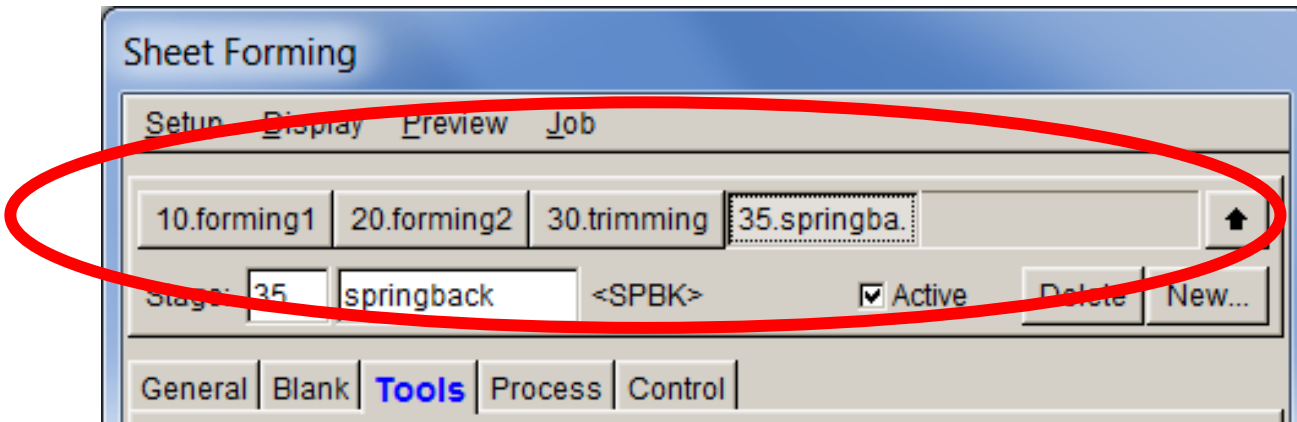 Sheet Forming
Setup Display Preview Job
10.forming1 20.forming2 30.trimming 35.springba.
Stage: 35 springback <SPBK> Active Delete New...
General Blank Tools Process Control